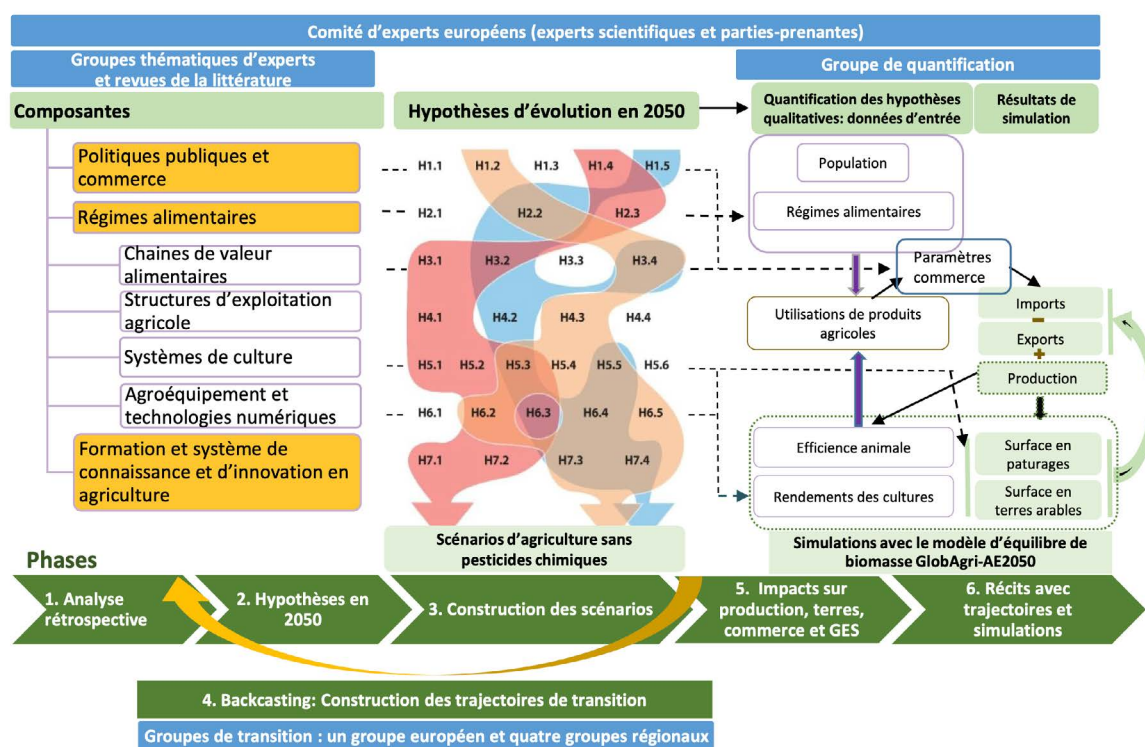 Comité d’experts européens (experts scientifiques et parties-prenantes)
Groupes thématiques d’experts
et revues de la littérature
Groupe de quantification
Composantes
Hypothèses d’évolution en 2050
Quantification des hypothèses
qualitatives: données d’entrée
Résultats de
simulation
Politiques publiques et
commerce
Régimes alimentaires
Chaines de valeur
alimentaires
Structures d’exploitation
agricole
Systèmes de culture
Agroéquipement et
technologies numériques
Formation et système de
connaissance et d’innovation en
agriculture
H1.1 H1.2 H1.3 H1.4 H1.5
H2.1 H2.2 H2.3
H3.1 H3.2 H3.3 H3.4
H4.1 H4.2 H4.3 H4.4
H5.1 H5.2 H5.3 H5.4 H5.5 H5.6
H6.1 H6.2 H6.3 H6.4 H6.5
H7.1 H7.2 H7.3 H7.4
Population
Régimes alimentaires
Paramètres
commerce
Utilisations de produits
agricoles
Imports
Exports
Production
Efficience animale
Rendements des cultures
Surface en
paturages
Surface en
terres arables
Scénarios d’agriculture sans
pesticides chimiques
Simulations avec le modèle d’équilibre de
biomasse GlobAgri-AE2050
Phases
1. Analyse
rétrospective
2. Hypothèses en
2050
3. Construction des scénarios
5. Impacts sur
production, terres,
commerce et GES
6. Récits avec
trajectoires et
simulations
4. Backcasting: Construction des trajectoires de transition
Groupes de transition : un groupe européen et quatre groupes régionaux